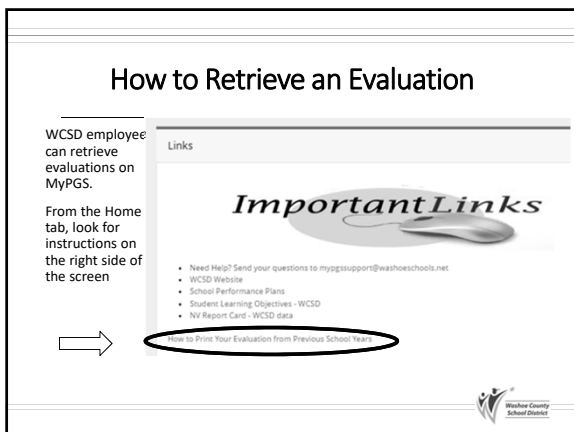 How to Retrieve an Evaluation
WCSD employee
can retrieve
evaluations on
MyPGS.
From the Home
tab, look for
instructions on
the right side of
the screen
Links
ImportantLinks
• Need Help? Send your questions to mypgssupport@washoeschools.net
• WCSD Website
• School Performance Plans
• Student Learning Objectives - WCSD
• NV Report Card - WCSD data
How to Print Your Evaluation from Previous School Years
Washoe County
School District